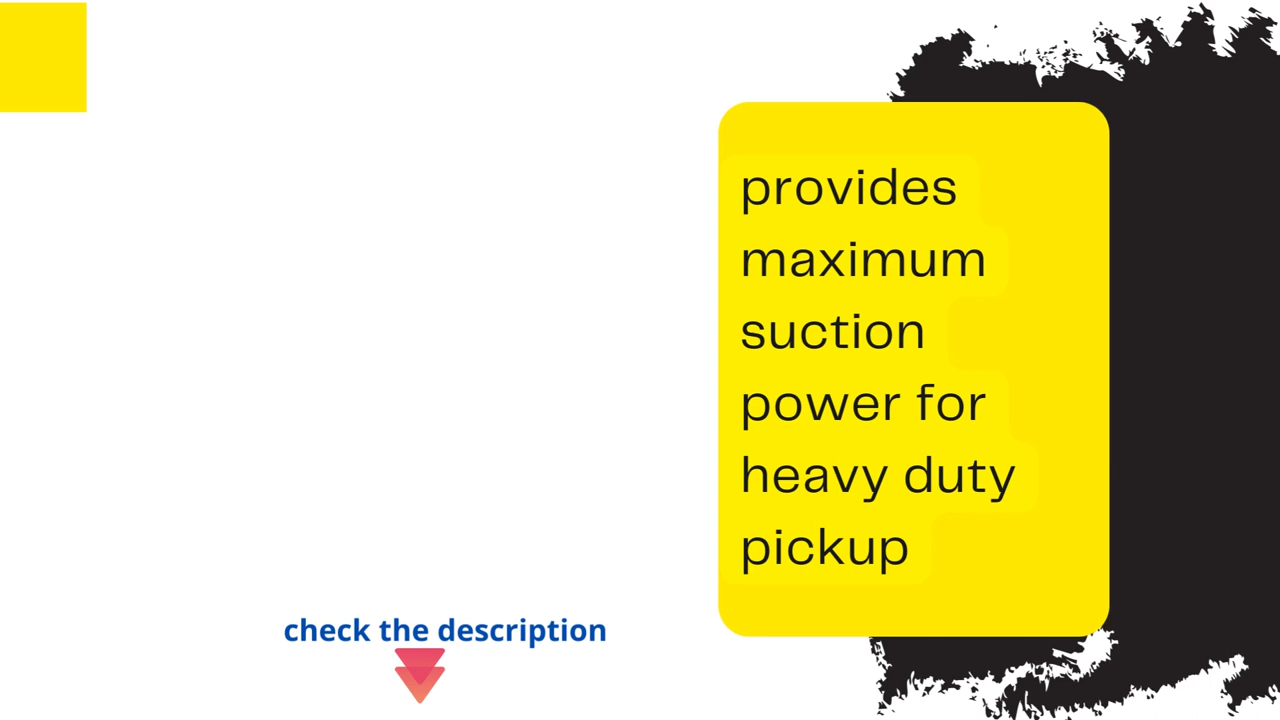 provides
maximum
suction
power for
heavy duty
pickup
check the description